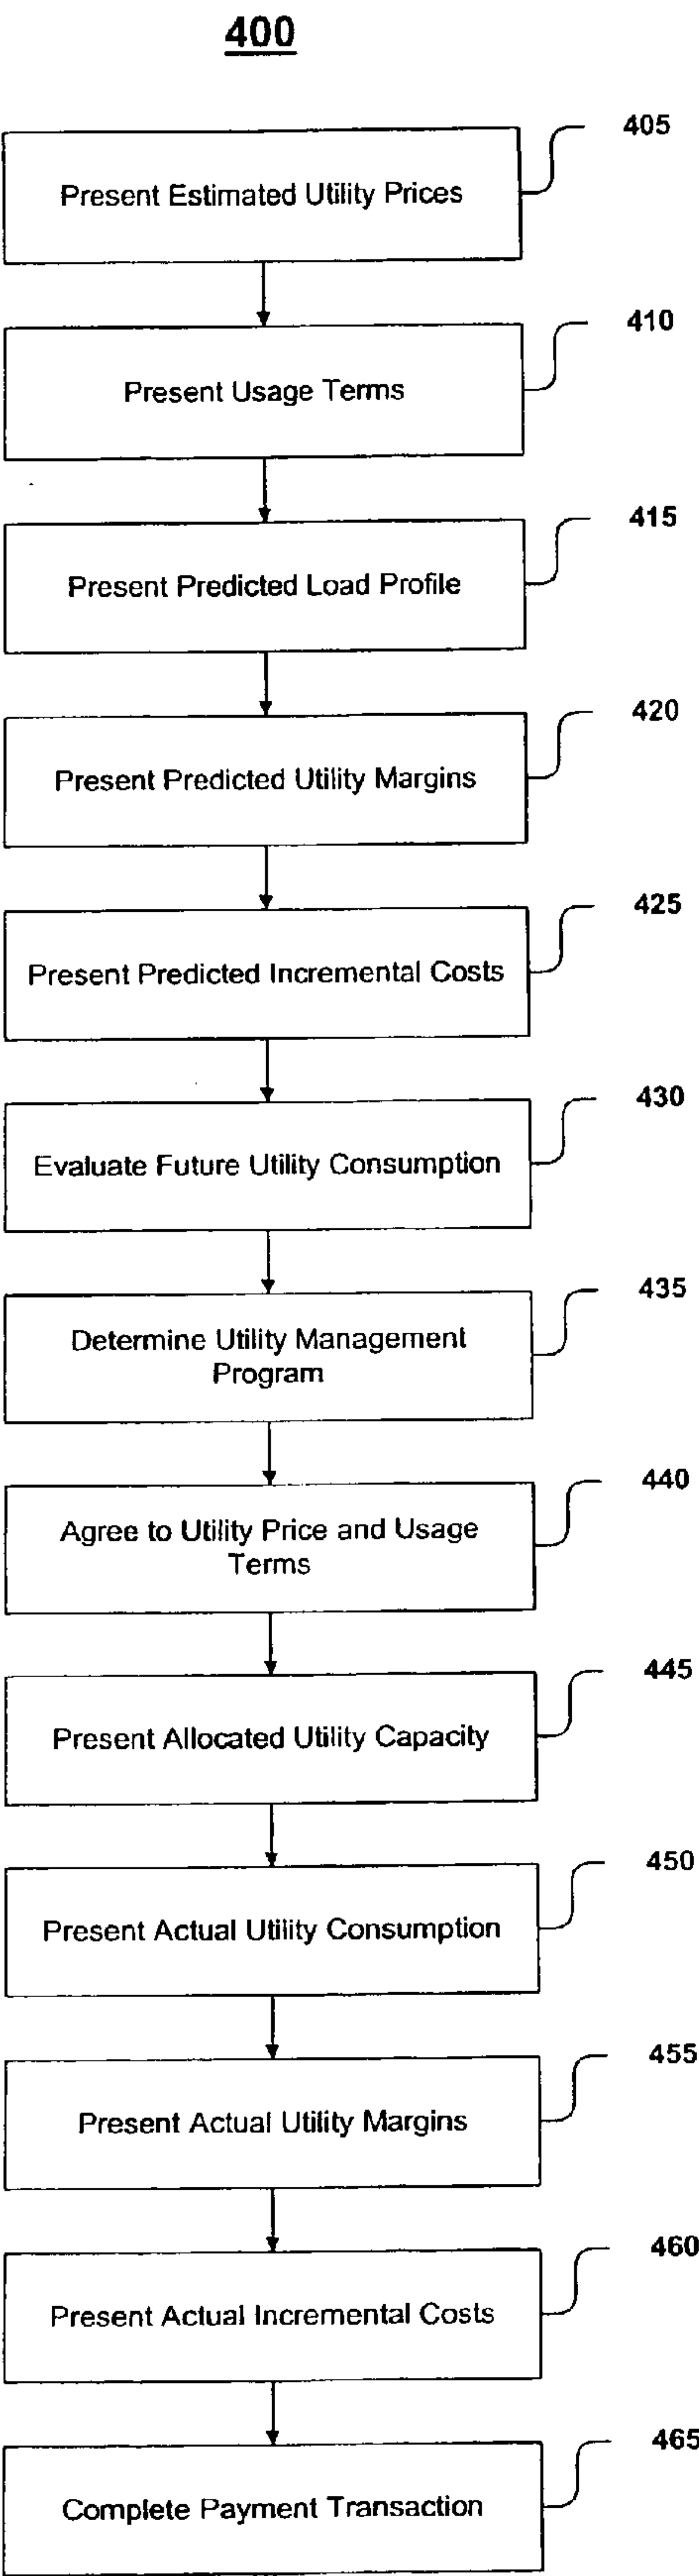 400
405
Present Estimated Utility Prices
410
Present Usage Terms
415
Present Predicted Load Profile
420
Present Predicted Utility Margins
425
Present Predicted Incremental Costs
430
Evaluate Future Utility Consumption
435
Determine Utility Management
Program
440
Agree to Utility Price and Usage
Terms
445
Present Allocated Utility Capacity
450
Present Actual Utility Consumption
455
Present Actual Utility Margins
460
Present Actual Incremental Costs
465
Complete Payment Transaction